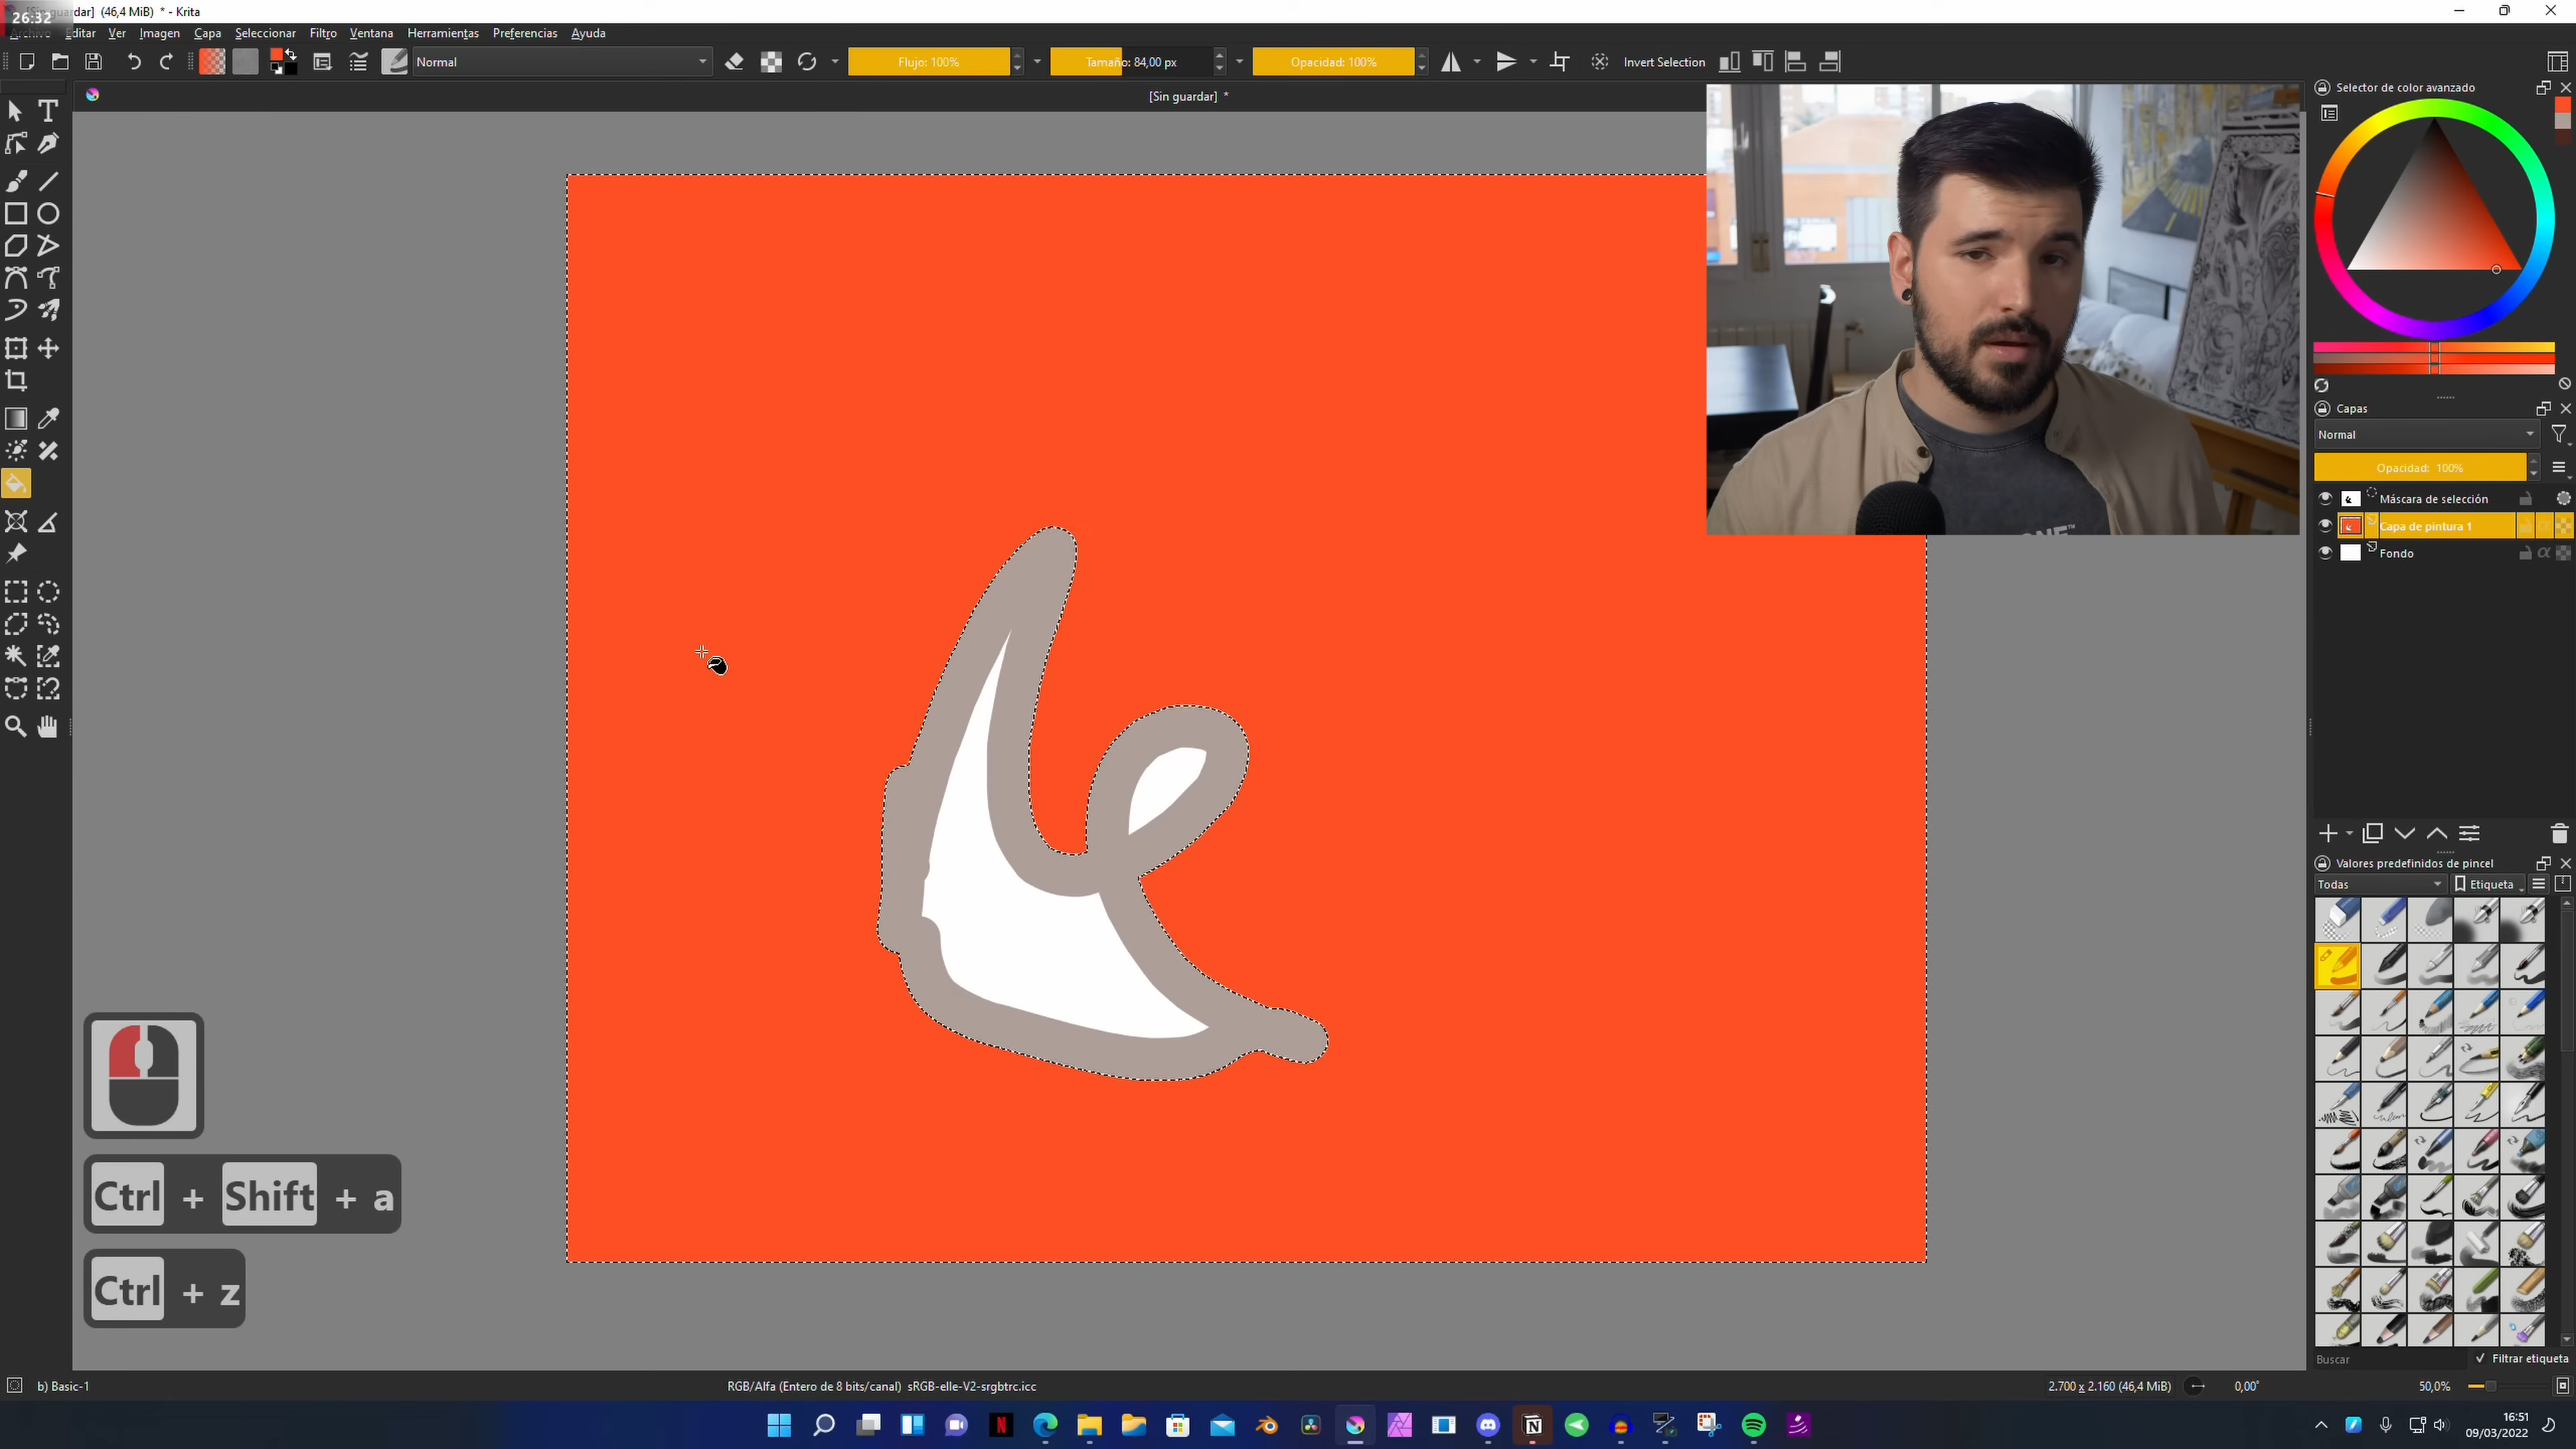 26:32
guardar] (46,4 MiB) * - Krita
Archivo Editar Ver Imagen Capa Seleccionar Filtro Ventana Herramientas Preferencias Ayuda
Normal
Flujo: 100%
Tamaño: 84,00 px
Opacidad: 100%
Invert Selection
[Sin guardar] *
Selector de color avanzado
Capas
Normal
Opacidad: 100%
Máscara de selección
Capa de pintura 1
Fondo
Valores predefinidos de pincel
Todas
Etiqueta
Ctrl + Shift + a
Ctrl + z
Buscar
Filtrar etiqueta
b) Basic-1
RGB/Alfa (Entero de 8 bits/canal) sRGB-elle-V2-srgbtrc.icc
2.700 x 2.160 (46,4 MiB)
0,00°
50,0%
16:51
09/03/2022